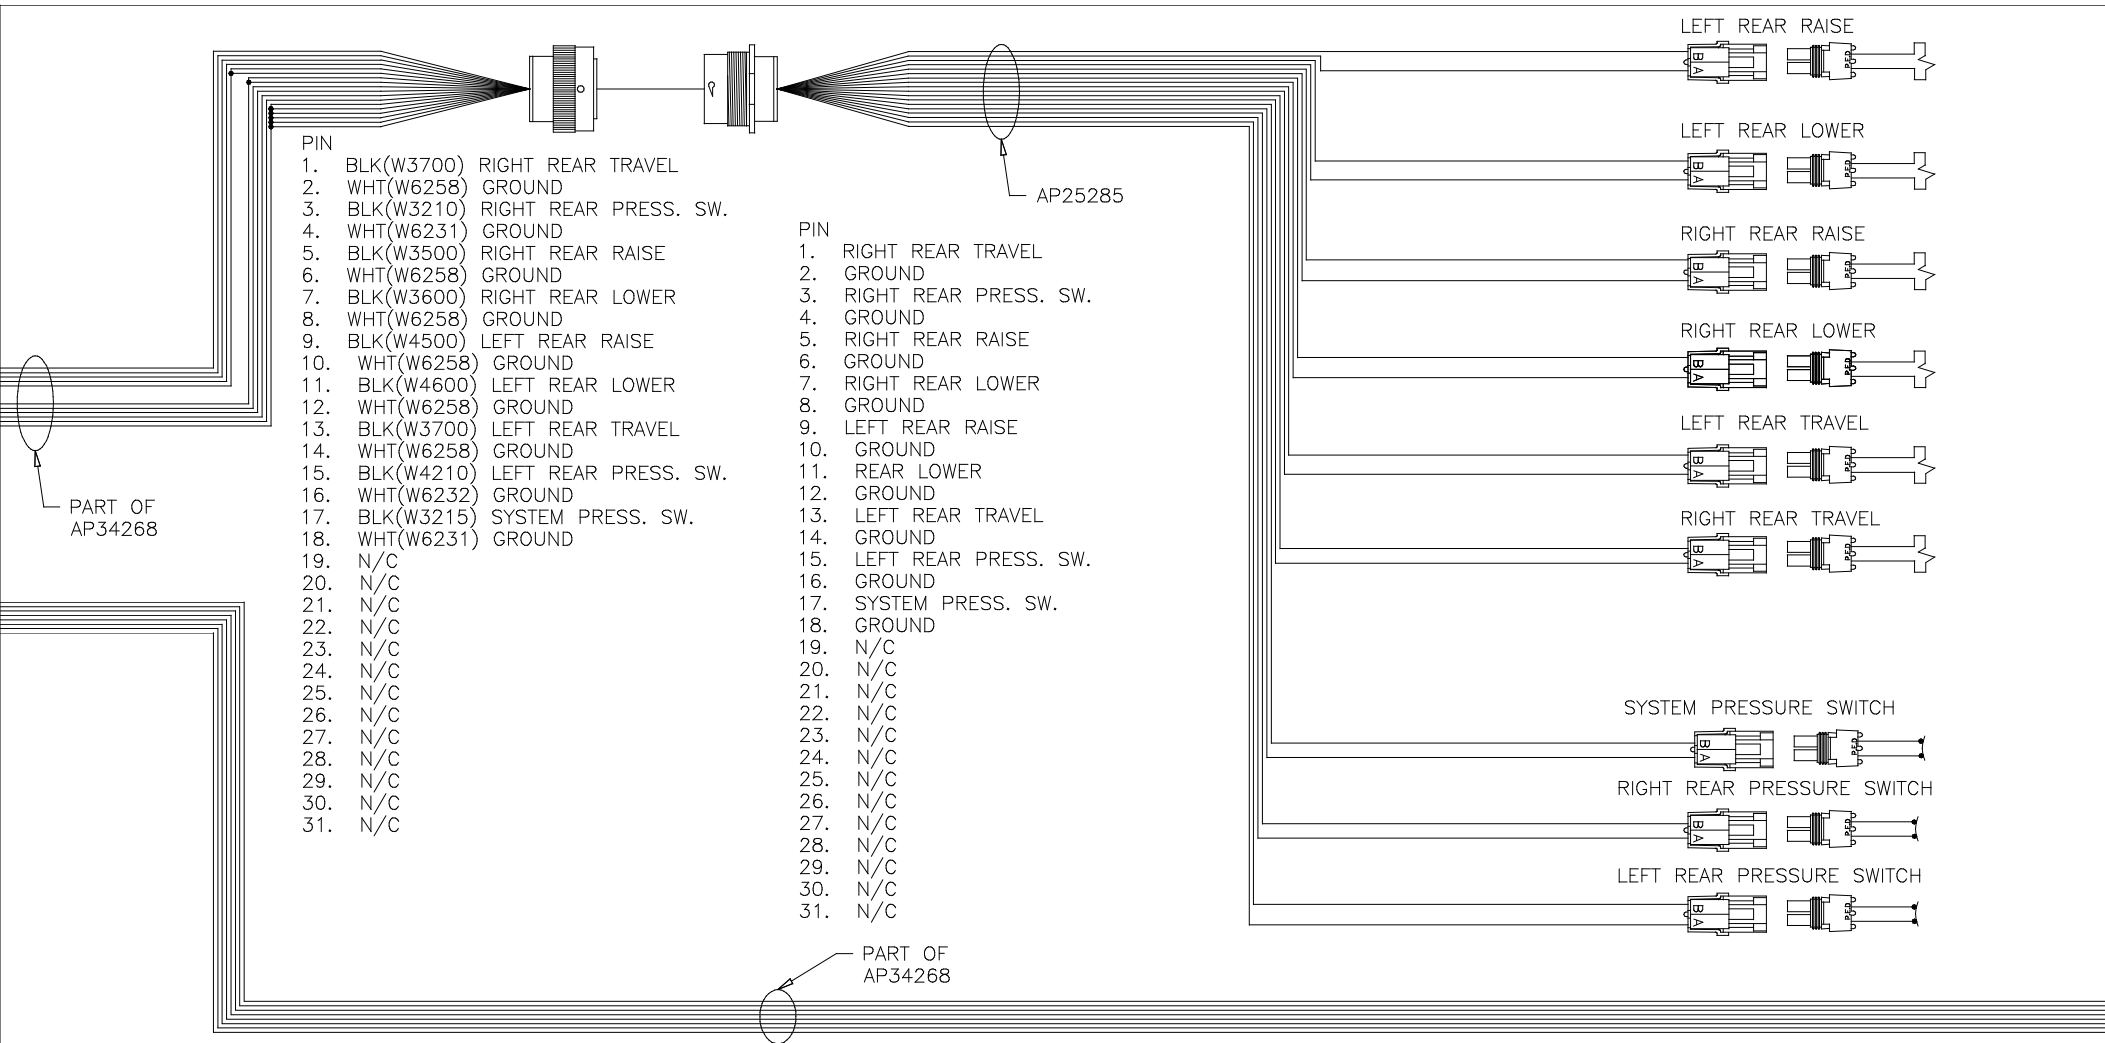 PIN
1. BLK(W3700) RIGHT REAR TRAVEL
2. WHT(W6258) GROUND
3. BLK(W3210) RIGHT REAR PRESS. SW.
4. WHT(W6231) GROUND
5. BLK(W3500) RIGHT REAR RAISE
6. WHT(W6258) GROUND
7. BLK(W3600) RIGHT REAR LOWER
8. WHT(W6258) GROUND
9. BLK(W4500) LEFT REAR RAISE
10. WHT(W6258) GROUND
11. BLK(W4600) LEFT REAR LOWER
12. WHT(W6258) GROUND
13. BLK(W3700) LEFT REAR TRAVEL
14. WHT(W6258) GROUND
15. BLK(W4210) LEFT REAR PRESS. SW.
16. WHT(W6232) GROUND
17. BLK(W3215) SYSTEM PRESS. SW.
18. WHT(W6231) GROUND
19. N/C
20. N/C
21. N/C
22. N/C
23. N/C
24. N/C
25. N/C
26. N/C
27. N/C
28. N/C
29. N/C
30. N/C
31. N/C
PART OF
AP34268
AP25285
PIN
1. RIGHT REAR TRAVEL
2. GROUND
3. RIGHT REAR PRESS. SW.
4. GROUND
5. RIGHT REAR RAISE
6. GROUND
7. RIGHT REAR LOWER
8. GROUND
9. LEFT REAR RAISE
10. GROUND
11. REAR LOWER
12. GROUND
13. LEFT REAR TRAVEL
14. GROUND
15. LEFT REAR PRESS. SW.
16. GROUND
17. SYSTEM PRESS. SW.
18. GROUND
19. N/C
20. N/C
21. N/C
22. N/C
23. N/C
24. N/C
25. N/C
26. N/C
27. N/C
28. N/C
29. N/C
30. N/C
31. N/C
PART OF
AP34268
LEFT REAR RAISE
B
A
P.E.D
LEFT REAR LOWER
B
A
P.E.D
RIGHT REAR RAISE
B
A
P.E.D
RIGHT REAR LOWER
B
A
P.E.D
LEFT REAR TRAVEL
B
A
P.E.D
RIGHT REAR TRAVEL
B
A
P.E.D
SYSTEM PRESSURE SWITCH
B
A
P.E.D
RIGHT REAR PRESSURE SWITCH
B
A
P.E.D
LEFT REAR PRESSURE SWITCH
B
A
P.E.D